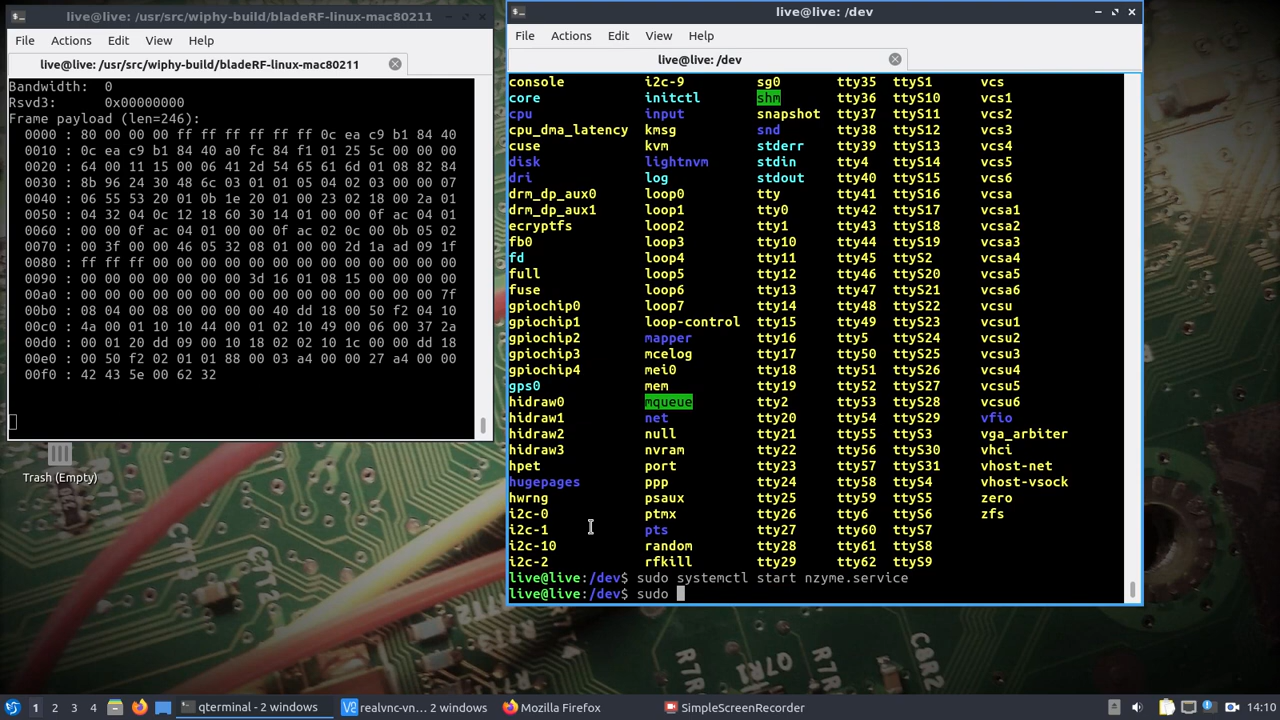 live@live: /usr/src/wiphy-build/bladeRF-linux-mac80211
File Actions Edit View Help
live@live: /usr/src/wiphy-build/bladeRF-linux-mac80211
Bandwidth: 0
Rsvd3: 0x00000000
Frame payload (len=246):
0000 : 80 00 00 00 ff ff ff ff ff ff 0c ea c9 b1 84 40
0010 : 0c ea c9 b1 84 40 a0 fc 84 f1 01 25 5c 00 00 00
0020 : 64 00 11 15 00 06 41 2d 54 65 61 6d 01 08 82 84
0030 : 8b 96 24 30 48 6c 03 01 01 05 04 02 03 00 00 07
0040 : 06 55 53 20 01 0b 1e 20 01 00 23 02 18 00 2a 01
0050 : 04 32 04 0c 12 18 60 30 14 01 00 00 0f ac 04 01
0060 : 00 00 0f ac 04 01 00 00 0f ac 02 0c 00 0b 05 02
0070 : 00 3f 00 00 46 05 32 08 01 00 00 2d 1a ad 09 1f
0080 : ff ff ff 00 00 00 00 00 00 00 00 00 00 00 00 00
0090 : 00 00 00 00 00 00 00 3d 16 01 08 15 00 00 00 00
00a0 : 00 00 00 00 00 00 00 00 00 00 00 00 00 00 00 7f
00b0 : 08 04 00 08 00 00 00 00 40 dd 18 00 50 f2 04 10
00c0 : 4a 00 01 10 10 44 00 01 02 10 49 00 06 00 37 2a
00d0 : 00 01 20 dd 09 00 10 18 02 02 10 1c 00 00 dd 18
00e0 : 00 50 f2 02 01 01 88 00 03 a4 00 00 27 a4 00 00
00f0 : 42 43 5e 00 62 32
Trash (Empty)
live@live: /dev
File Actions Edit View Help
live@live: /dev
console i2c-9 sg0 tty35 ttyS1 vcs
core initctl shm tty36 ttyS10 vcs1
cpu input snapshot tty37 ttyS11 vcs2
cpu_dma_latency kmsg snd tty38 ttyS12 vcs3
cuse kvm stderr tty39 ttyS13 vcs4
disk lightnvm stdin tty4 ttyS14 vcs5
dri log stdout tty40 ttyS15 vcs6
drm_dp_aux0 loop0 tty tty41 ttyS16 vcsa
drm_dp_aux1 loop1 tty0 tty42 ttyS17 vcsa1
ecryptfs loop2 tty1 tty43 ttyS18 vcsa2
fb0 loop3 tty10 tty44 ttyS19 vcsa3
fd loop4 tty11 tty45 ttyS2 vcsa4
full loop5 tty12 tty46 ttyS20 vcsa5
fuse loop6 tty13 tty47 ttyS21 vcsa6
gpiochip0 loop7 tty14 tty48 ttyS22 vcsu
gpiochip1 loop-control tty15 tty49 ttyS23 vcsu1
gpiochip2 mapper tty16 tty5 ttyS24 vcsu2
gpiochip3 mcelog tty17 tty50 ttyS25 vcsu3
gpiochip4 mei0 tty18 tty51 ttyS26 vcsu4
gps0 mem tty19 tty52 ttyS27 vcsu5
hidraw0 mqueue tty2 tty53 ttyS28 vcsu6
hidraw1 net tty20 tty54 ttyS29 vfio
hidraw2 null tty21 tty55 ttyS3 vga_arbiter
hidraw3 nvram tty22 tty56 ttyS30 vhci
hpet port tty23 tty57 ttyS31 vhost-net
hugepages ppp tty24 tty58 ttyS4 vhost-vsock
hwrng psaux tty25 tty59 ttyS5 zero
i2c-0 ptmx tty26 tty6 ttyS6 zfs
i2c-1 pts tty27 tty60 ttyS7
i2c-10 random tty28 tty61 ttyS8
i2c-2 rfkill tty29 tty62 ttyS9
live@live:/dev$ sudo systemctl start nzyme.service
live@live:/dev$ sudo
1 2 3 4 qterminal - 2 windows realvnc-vn… 2 windows Mozilla Firefox SimpleScreenRecorder 14:10